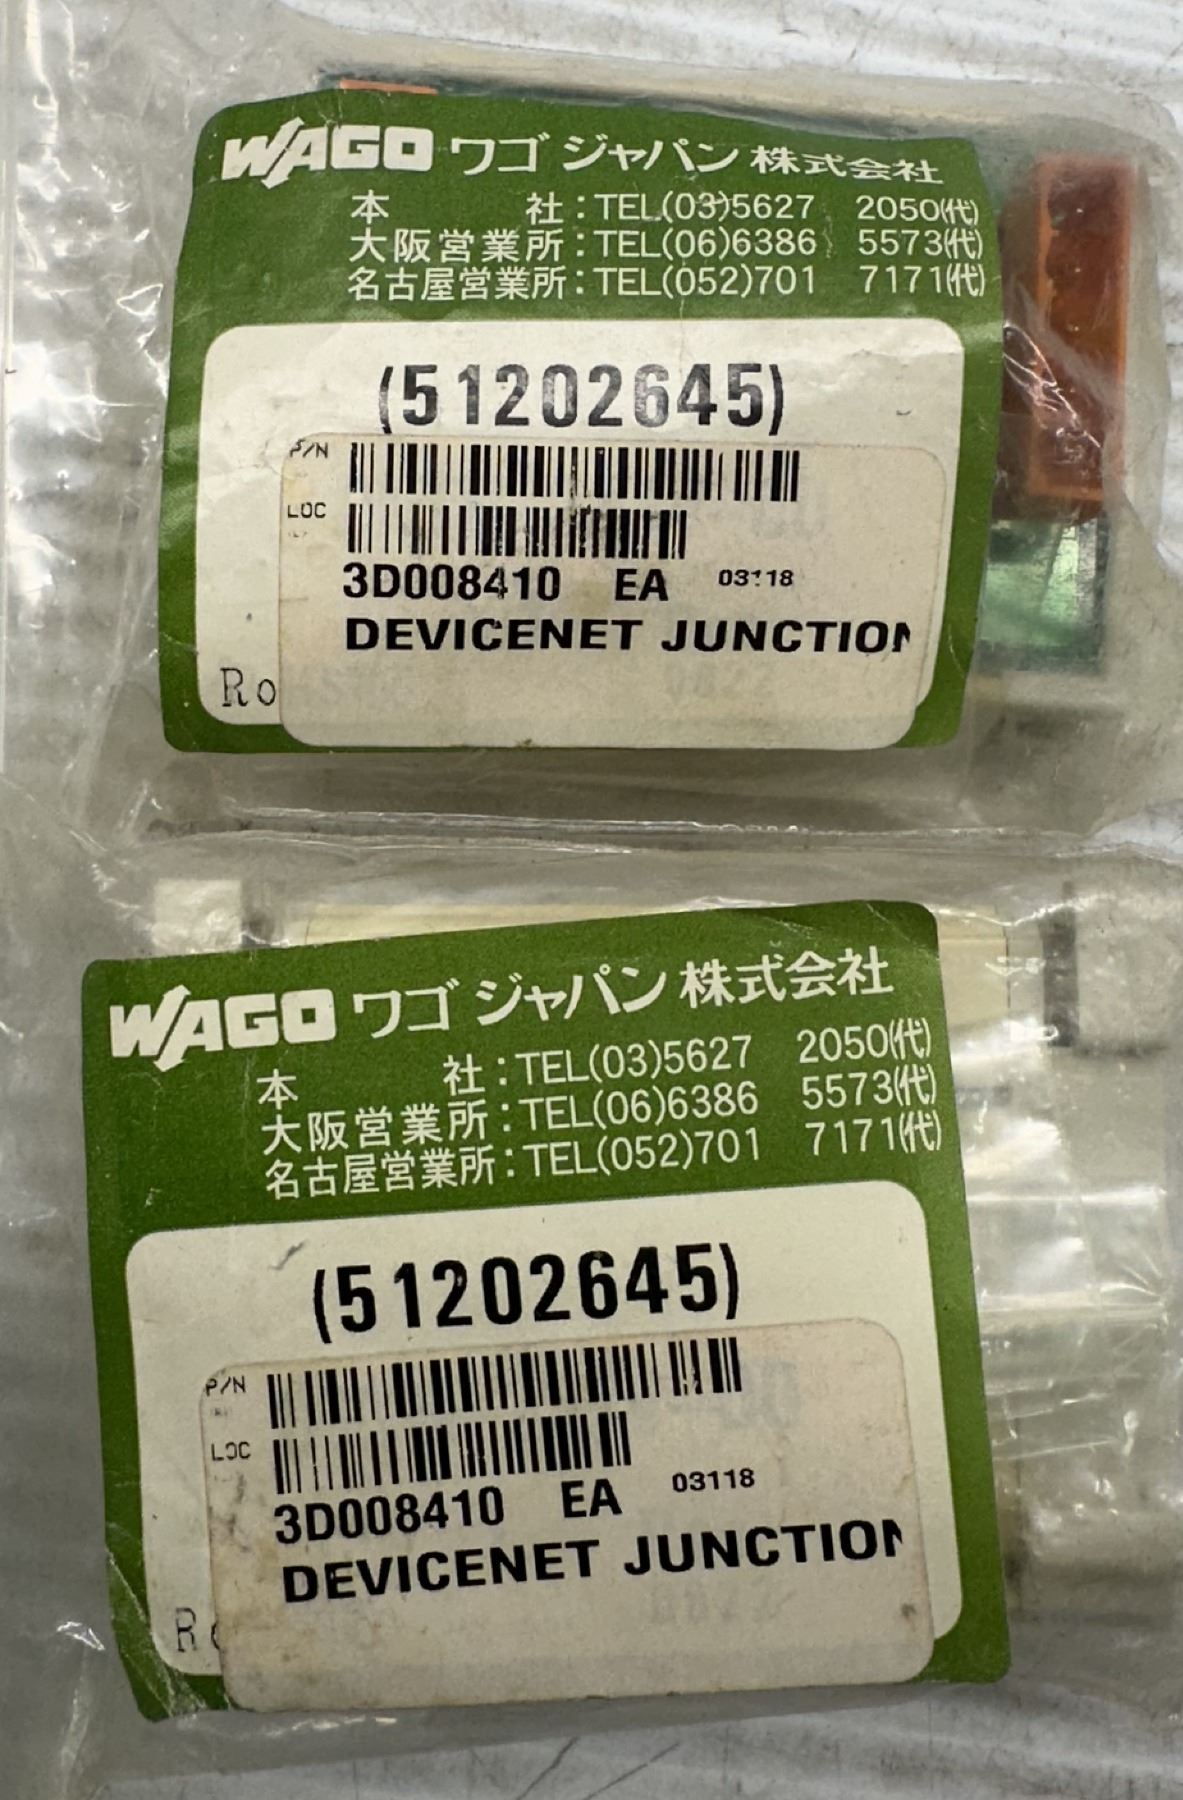 WAGO ワゴ ジャパン 株式会社
本 社：TEL(03)5627 2050(代)
大阪営業所：TEL(06)6386 5573(代)
名古屋営業所：TEL(052)701 7171(代)
(51202645)
P/N
LOC
3D008410 EA 03118
DEVICENET JUNCTION
Ro
WAGO ワゴ ジャパン 株式会社
本 社：TEL(03)5627 2050(代)
大阪営業所：TEL(06)6386 5573(代)
名古屋営業所：TEL(052)701 7171(代)
(51202645)
P/N
LOC
3D008410 EA 03118
DEVICENET JUNCTION
Ro